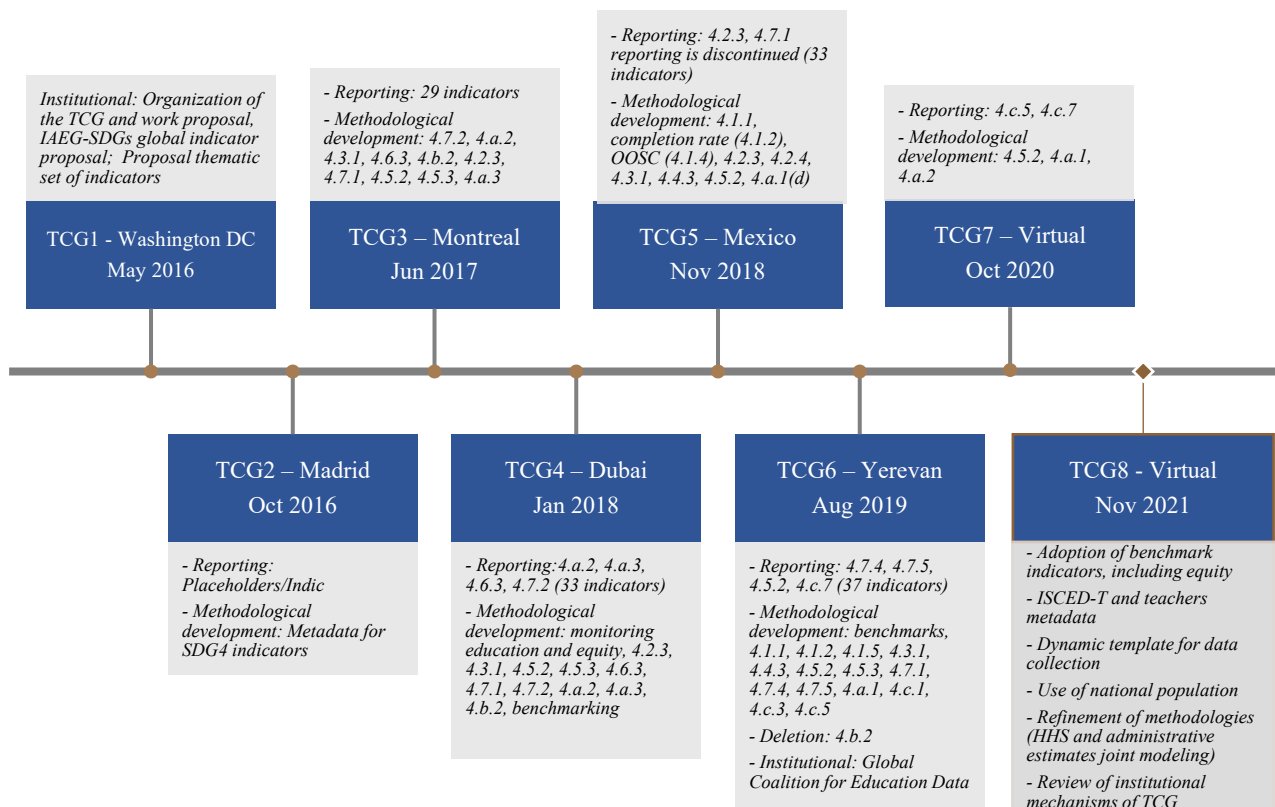 Institutional: Organization of
the TCG and work proposal,
IAEG-SDGs global indicator
proposal;  Proposal thematic
set of indicators
TCG1 - Washington DC
May 2016
- Reporting: 29 indicators
- Methodological
development: 4.7.2, 4.a.2,
4.3.1, 4.6.3, 4.b.2, 4.2.3,
4.7.1, 4.5.2, 4.5.3, 4.a.3
TCG3 – Montreal
Jun 2017
- Reporting: 4.2.3, 4.7.1
reporting is discontinued (33
indicators)
- Methodological
development: 4.1.1,
completion rate (4.1.2),
OOSC (4.1.4), 4.2.3, 4.2.4,
4.3.1, 4.4.3, 4.5.2, 4.a.1(d)
TCG5 – Mexico
Nov 2018
- Reporting: 4.c.5, 4.c.7
- Methodological
development: 4.5.2, 4.a.1,
4.a.2
TCG7 – Virtual
Oct 2020
TCG2 – Madrid
Oct 2016
- Reporting:
Placeholders/Indic
- Methodological
development: Metadata for
SDG4 indicators
TCG4 – Dubai
Jan 2018
- Reporting:4.a.2, 4.a.3,
4.6.3, 4.7.2 (33 indicators)
- Methodological
development: monitoring
education and equity, 4.2.3,
4.3.1, 4.5.2, 4.5.3, 4.6.3,
4.7.1, 4.7.2, 4.a.2, 4.a.3,
4.b.2, benchmarking
TCG6 – Yerevan
Aug 2019
- Reporting: 4.7.4, 4.7.5,
4.5.2, 4.c.7 (37 indicators)
- Methodological
development: benchmarks,
4.1.1, 4.1.2, 4.1.5, 4.3.1,
4.4.3, 4.5.2, 4.5.3, 4.7.1,
4.7.4, 4.7.5, 4.a.1, 4.c.1,
4.c.3, 4.c.5
- Deletion: 4.b.2
- Institutional: Global
Coalition for Education Data
TCG8 - Virtual
Nov 2021
- Adoption of benchmark
indicators, including equity
- ISCED-T and teachers
metadata
- Dynamic template for data
collection
- Use of national population
- Refinement of methodologies
(HHS and administrative
estimates joint modeling)
- Review of institutional
mechanisms of TCG